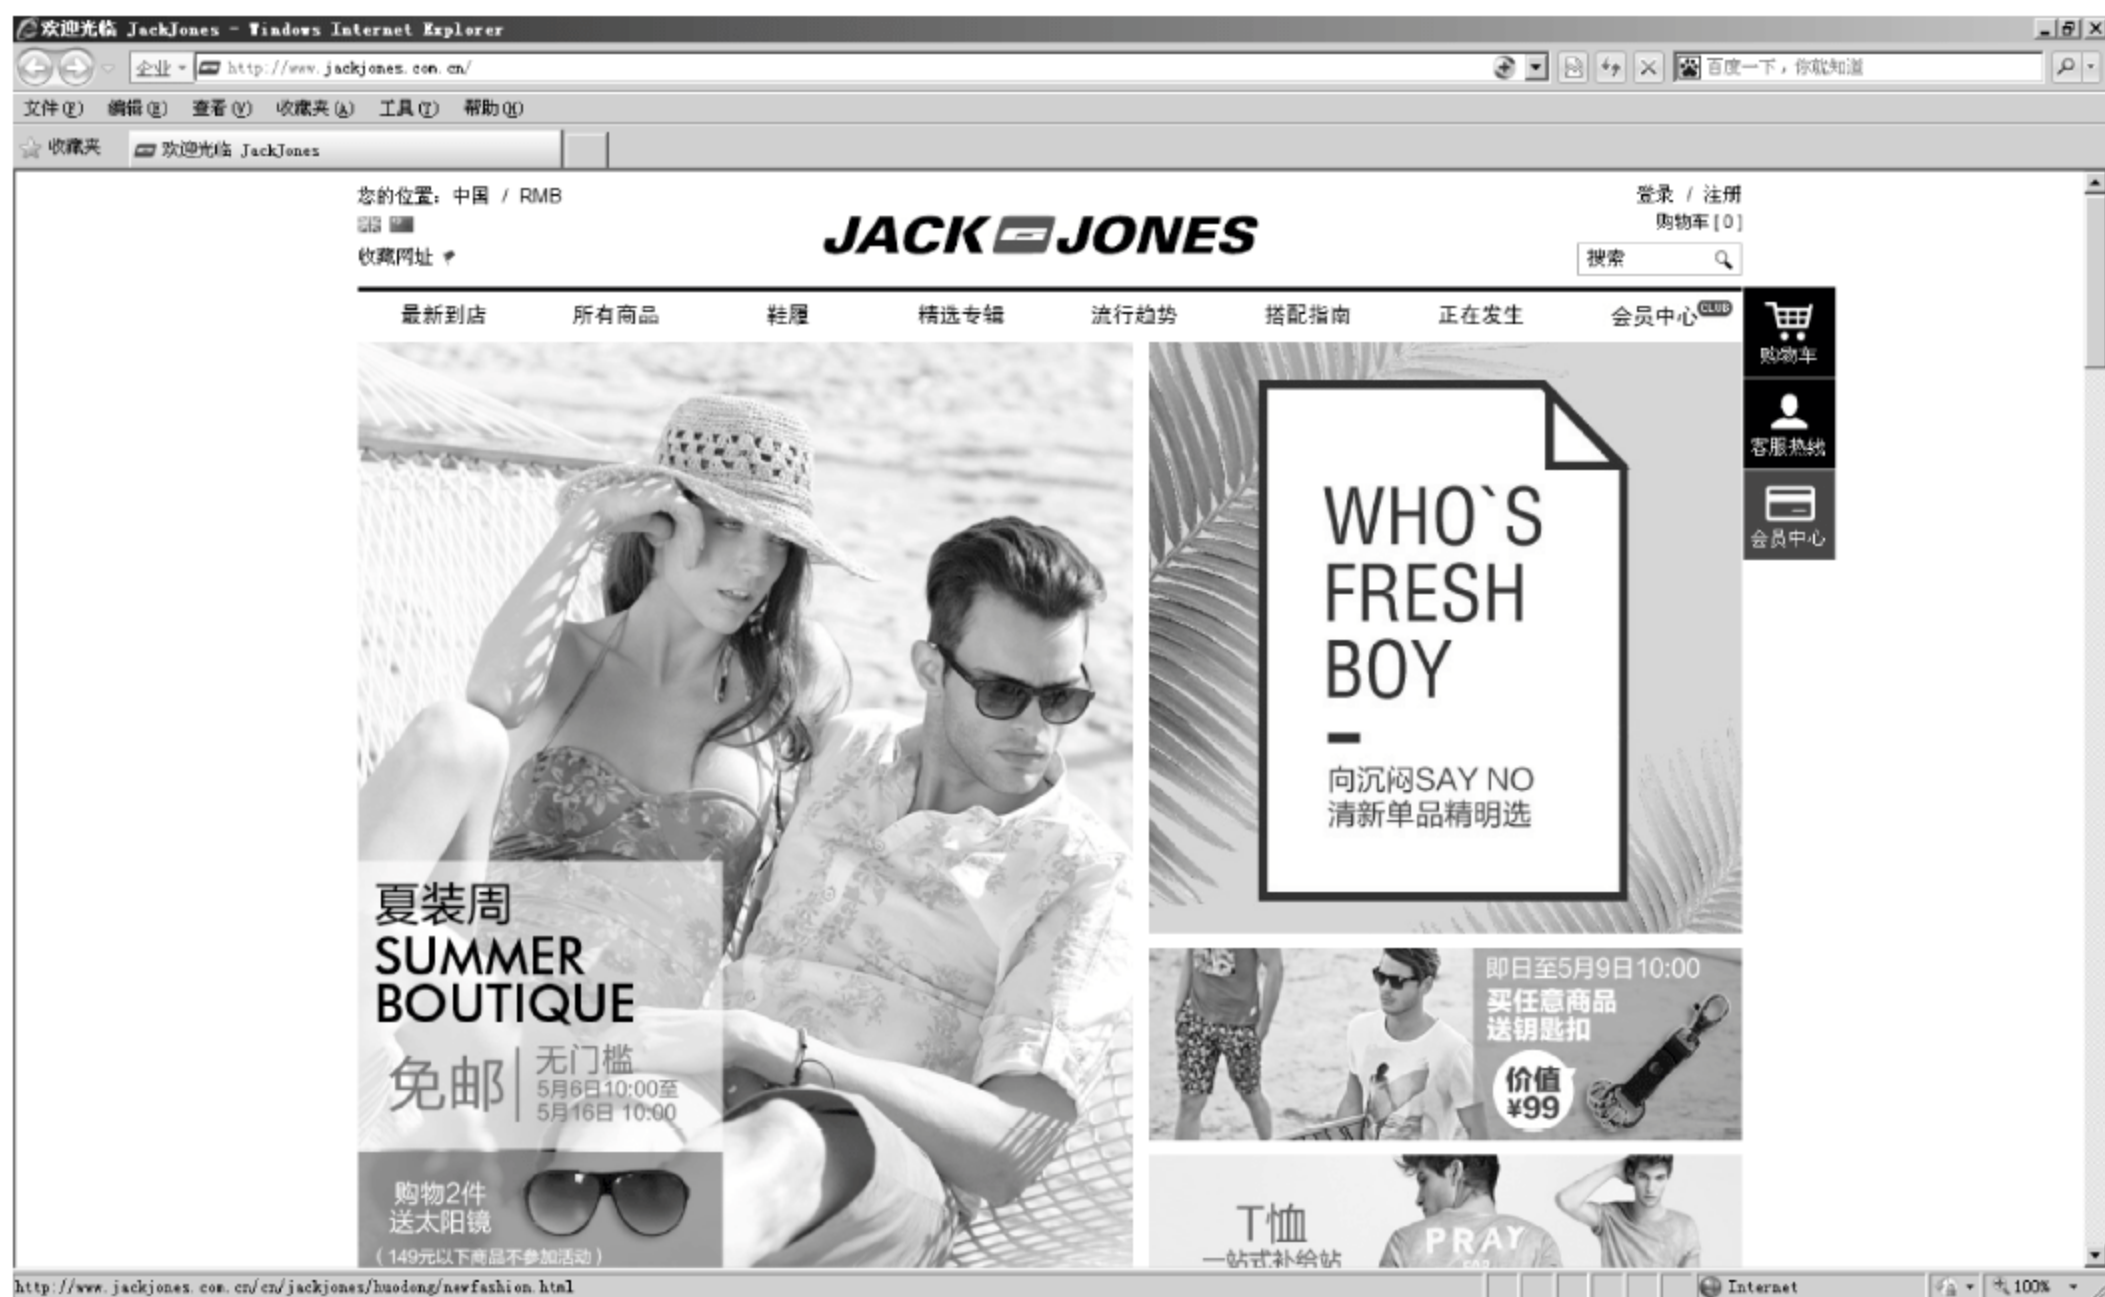 欢迎光临 JackJones - Windows Internet Explorer
企业 http://www.jackjones.com.cn/ 百度一下，你就知道
文件(F) 编辑(E) 查看(V) 收藏夹(A) 工具(T) 帮助(H)
收藏夹 欢迎光临 JackJones
您的位置：中国 / RMB
收藏网址
JACK JONES
登录 / 注册
购物车[0]
搜索
最新到店 所有商品 鞋履 精选专辑 流行趋势 搭配指南 正在发生 会员中心 CLUB
购物车
客服热线
会员中心
夏装周
SUMMER
BOUTIQUE
免邮
无门槛
5月6日10:00至
5月16日 10:00
购物2件
送太阳镜
（149元以下商品不参加活动）
WHO`S
FRESH
BOY
向沉闷SAY NO
清新单品精明选
即日至5月9日10:00
买任意商品
送钥匙扣
价值
¥99
T恤
一站式补给站
PRAY
http://www.jackjones.com.cn/cn/jackjones/huodong/newfashion.html
Internet
100%